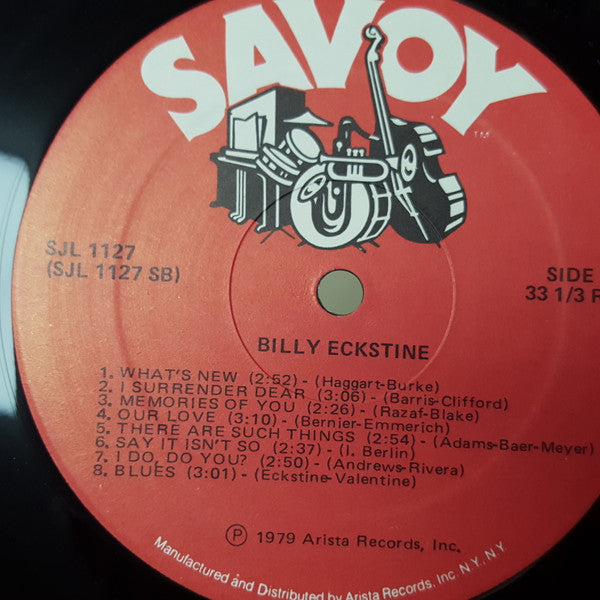 SAVOY
TM
SJL 1127
(SJL 1127 SB)
SIDE
33 1/3 R
BILLY ECKSTINE
1. WHAT'S NEW (2:52) - (Haggart-Burke)
2. I SURRENDER DEAR (3:06) - (Barris-Clifford)
3. MEMORIES OF YOU (2:26) - (Razaf-Blake)
4. OUR LOVE (3:10) - (Bernier-Emmerich)
5. THERE ARE SUCH THINGS (2:54) - (Adams-Baer-Meyer)
6. SAY IT ISN'T SO (2:37) - (I. Berlin)
7. I DO, DO YOU? (2:50) - (Andrews-Rivera)
8. BLUES (3:01) - (Eckstine-Valentine)
Ⓟ 1979 Arista Records, Inc.
Manufactured and Distributed by Arista Records, Inc. N.Y. N.Y.